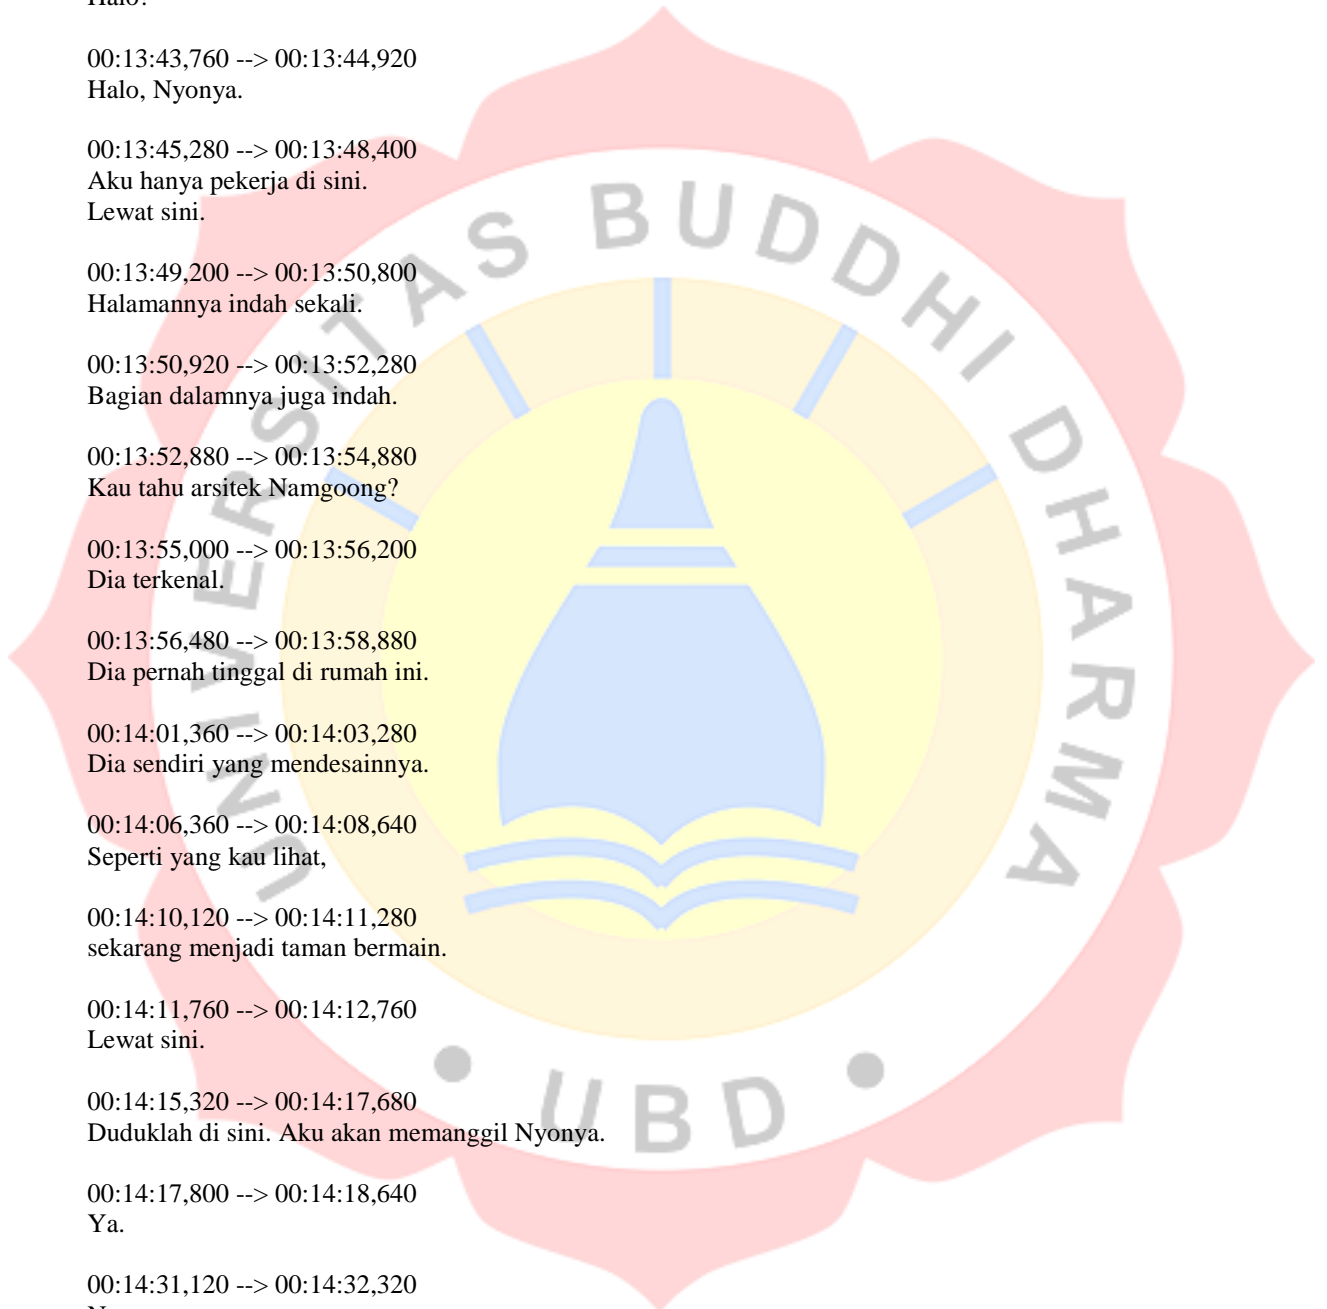 Halo?
00:13:43,760 --> 00:13:44,920
Halo, Nyonya.
00:13:45,280 --> 00:13:48,400
Aku hanya pekerja di sini.
Lewat sini.
00:13:49,200 --> 00:13:50,800
Halamannya indah sekali.
00:13:50,920 --> 00:13:52,280
Bagian dalamnya juga indah.
00:13:52,880 --> 00:13:54,880
Kau tahu arsitek Namgoong?
00:13:55,000 --> 00:13:56,200
Dia terkenal.
00:13:56,480 --> 00:13:58,880
Dia pernah tinggal di rumah ini.
00:14:01,360 --> 00:14:03,280
Dia sendiri yang mendesainnya.
00:14:06,360 --> 00:14:08,640
Seperti yang kau lihat,
00:14:10,120 --> 00:14:11,280
sekarang menjadi taman bermain.
00:14:11,760 --> 00:14:12,760
Lewat sini.
00:14:15,320 --> 00:14:17,680
Duduklah di sini. Aku akan memanggil Nyonya.
00:14:17,800 --> 00:14:18,640
Ya.
00:14:31,120 --> 00:14:32,320
UNIVERSITAS BUDDHI DHARMA
UBD